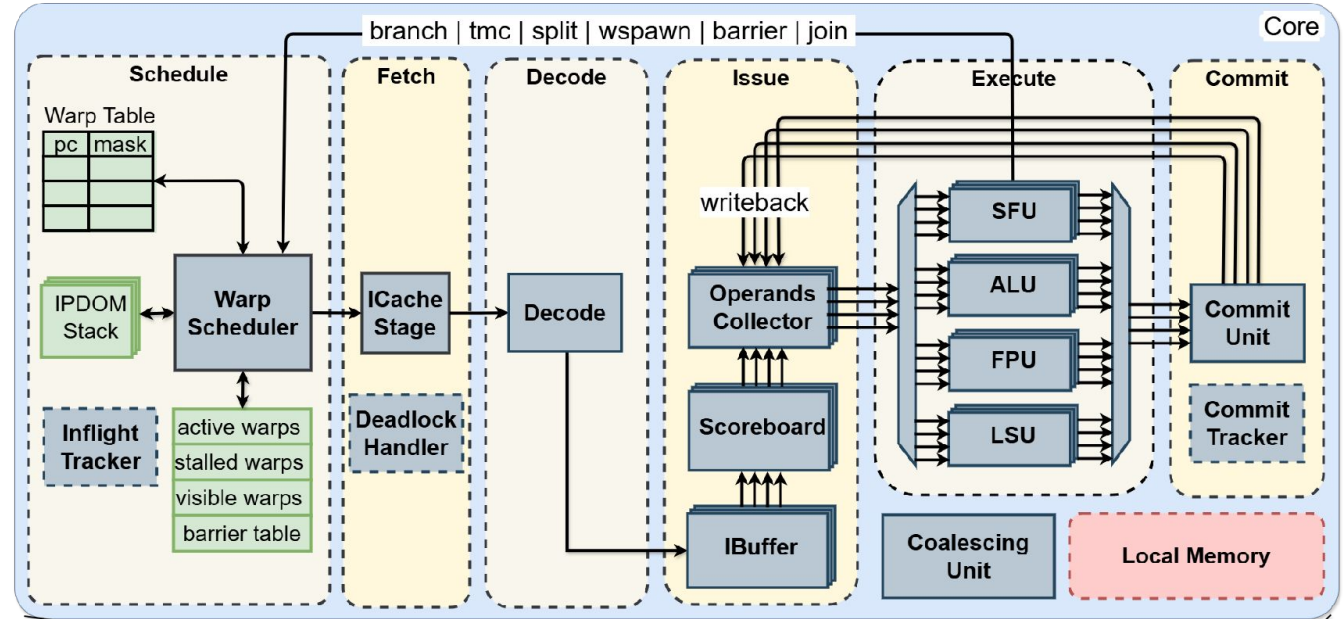 Core
branch | tmc | split | wspawn | barrier | join
Schedule
Fetch
Decode
Issue
Execute
Commit
Warp Table
pc
mask
writeback
IPDOM
Stack
Warp
Scheduler
ICache
Stage
Decode
Operands
Collector
SFU
ALU
FPU
LSU
Commit
Unit
Inflight
Tracker
active warps
stalled warps
visible warps
barrier table
Deadlock
Handler
Scoreboard
IBuffer
Commit
Tracker
Coalescing
Unit
Local Memory